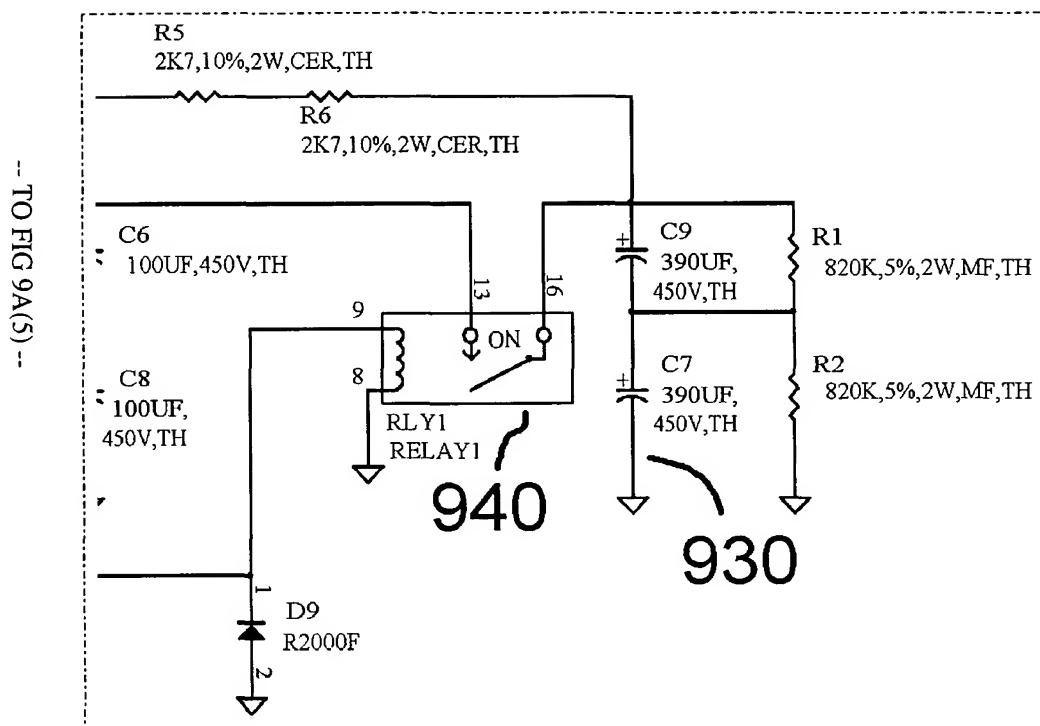 -- TO FIG 9A(5) --
R5
2K7,10%,2W,CER,TH
R6
2K7,10%,2W,CER,TH
C6
100UF,450V,TH
13
16
C9
+
390UF,
450V,TH
R1
820K,5%,2W,MF,TH
9
ON
8
C8
100UF,
450V,TH
RLY1
RELAY1
C7
+
390UF,
450V,TH
R2
820K,5%,2W,MF,TH
940
930
1
D9
R2000F
2